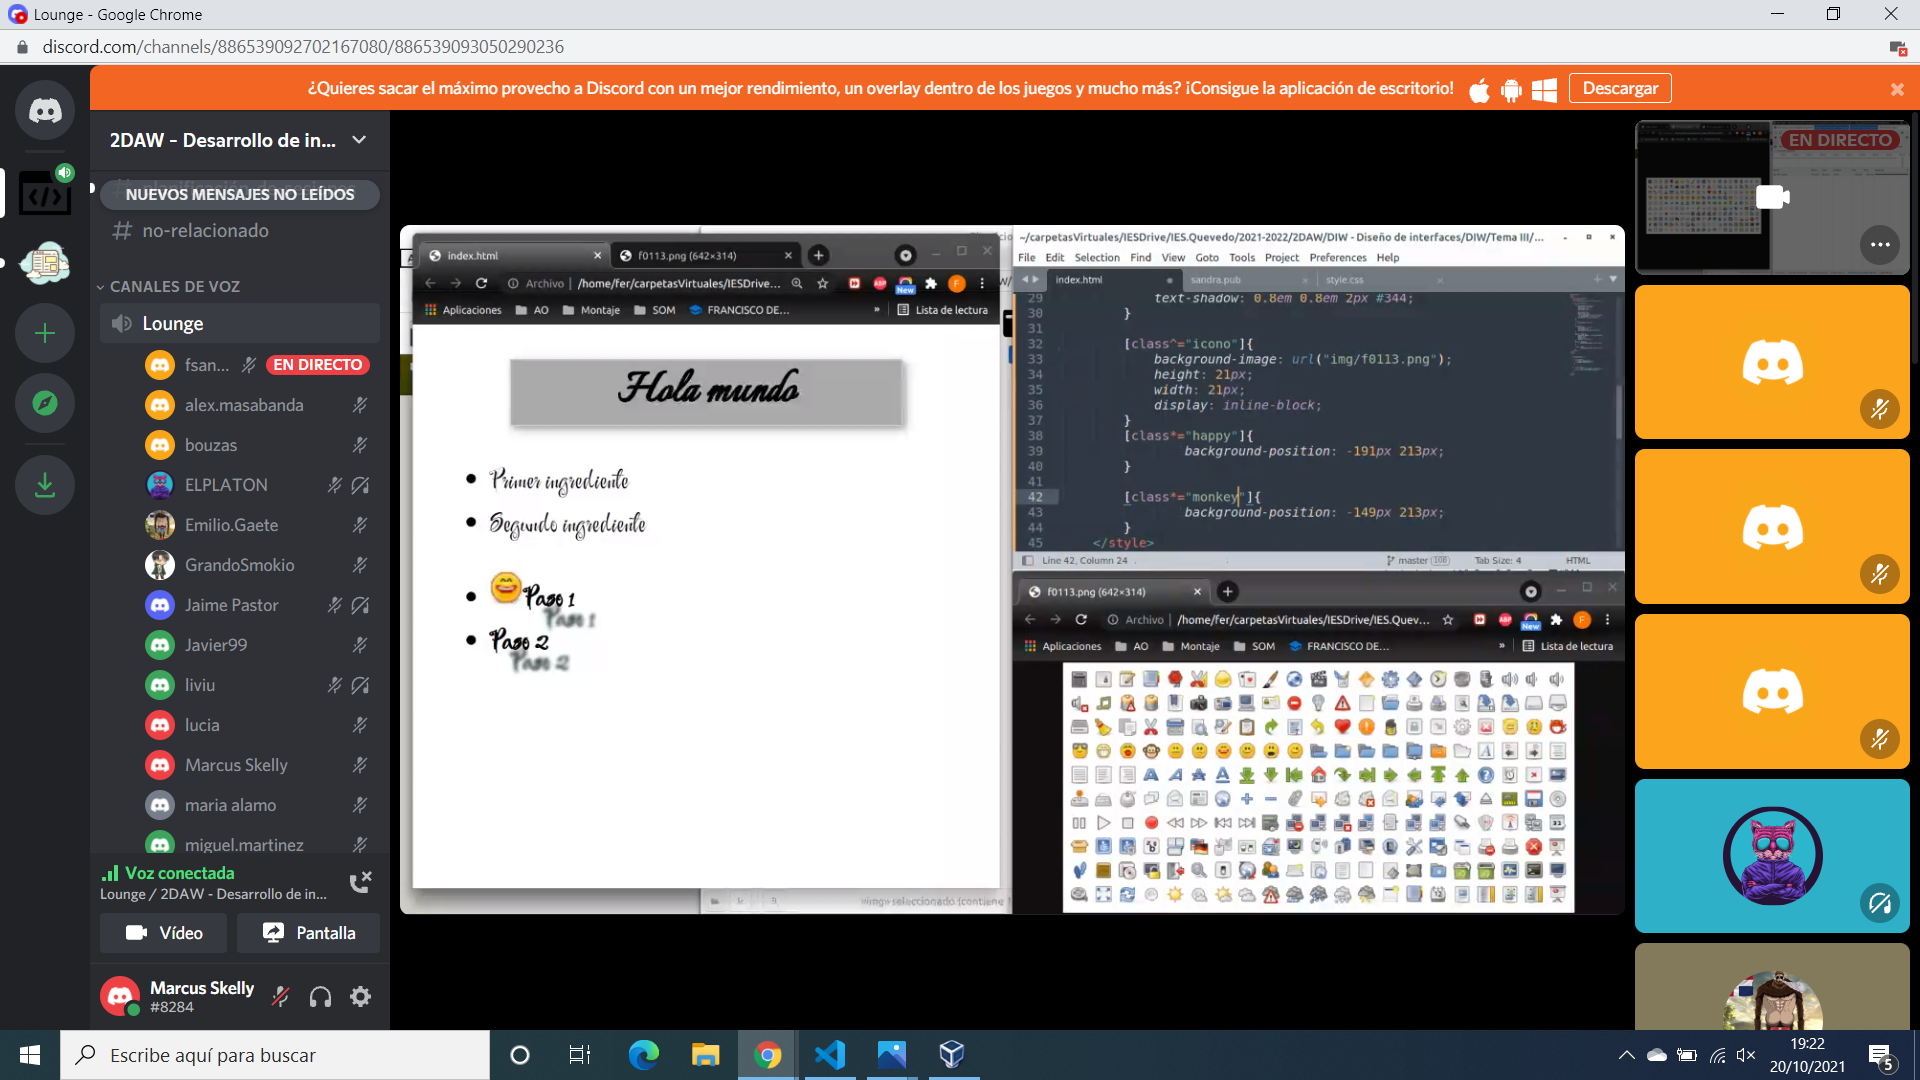 Lounge - Google Chrome
discord.com/channels/886539092702167080/886539093050290236
¿Quieres sacar el máximo provecho a Discord con un mejor rendimiento, un overlay dentro de los juegos y mucho más? ¡Consigue la aplicación de escritorio!
Descargar
2DAW - Desarrollo de in...
NUEVOS MENSAJES NO LEÍDOS
# no-relacionado
CANALES DE VOZ
Lounge
fsan...
EN DIRECTO
alex.masabanda
bouzas
ELPLATON
Emilio.Gaete
GrandoSmokio
Jaime Pastor
Javier99
liviu
lucia
Marcus Skelly
maria alamo
miguel.martinez
Voz conectada
Lounge / 2DAW - Desarrollo de in...
Vídeo
Pantalla
Marcus Skelly
#8284
index.html
f0113.png (642×314)
Archivo | /home/fer/carpetasVirtuales/IESDrive...
New
F
Aplicaciones
AO
Montaje
SOM
FRANCISCO DE...
»
Lista de lectura
Hola mundo
Primer ingrediente
Segundo ingrediente
Paso 1
Paso 1
Paso 2
Paso 2
~/carpetasVirtuales/IESDrive/IES.Quevedo/2021-2022/2DAW/DIW - Diseño de interfaces/DIW/Tema III/...
File Edit Selection Find View Goto Tools Project Preferences Help
index.html
sandra.pub
style.css
29 text-shadow: 0.8em 0.8em 2px #344;
30 }
31
32 [class^="icono"]{
33 background-image: url("img/f0113.png");
34 height: 21px;
35 width: 21px;
36 display: inline-block;
37 }
38 [class*="happy"]{
39 background-position: -191px 213px;
40 }
41
42 [class*="monkey"]{
43 background-position: -149px 213px;
44 }
45 </style>
Line 42, Column 24
master 108
Tab Size: 4
HTML
f0113.png (642×314)
Archivo | /home/fer/carpetasVirtuales/IESDrive/IES.Quev...
ABP
New
F
Aplicaciones
AO
Montaje
SOM
FRANCISCO DE...
»
Lista de lectura
EN DIRECTO
Escribe aquí para buscar
19:22
20/10/2021
5